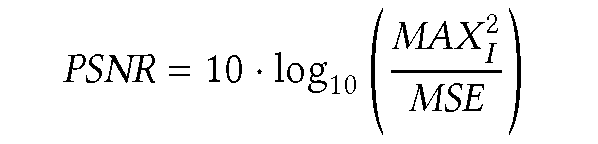 PSNR = 10 · log₁₀ (MAX_I² / MSE)